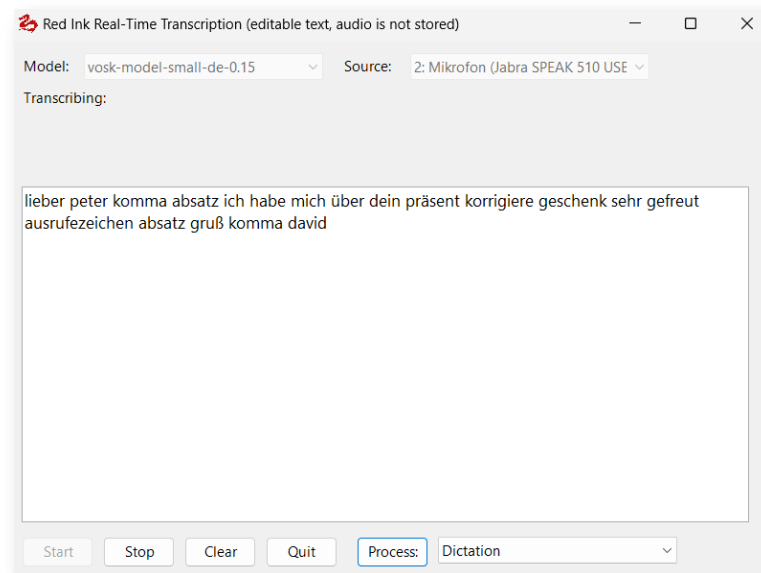 Red Ink Real-Time Transcription (editable text, audio is not stored)
Model: vosk-model-small-de-0.15 Source: 2: Mikrofon (Jabra SPEAK 510 USB
Transcribing:
lieber peter komma absatz ich habe mich über dein präsent korrigiere geschenk sehr gefreut
ausrufezeichen absatz gruß komma david
Start Stop Clear Quit Process: Dictation